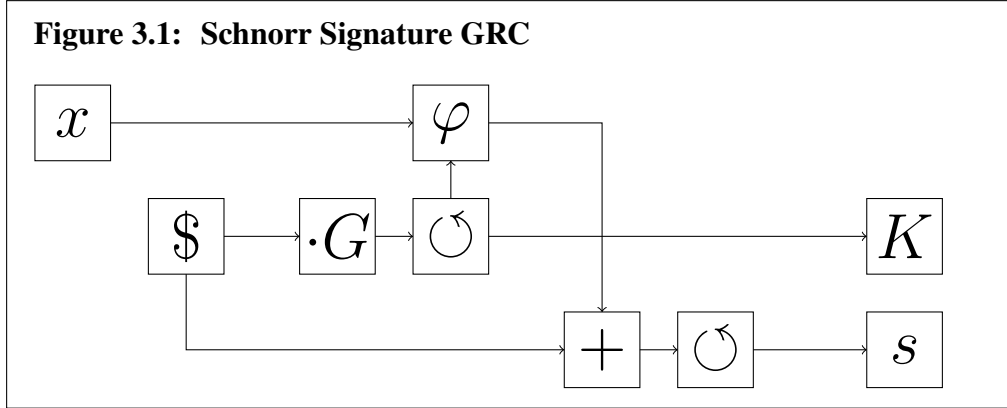 Figure 3.1: Schnorr Signature GRC
x φ
$ ·G ↺ K
+ ↺ s